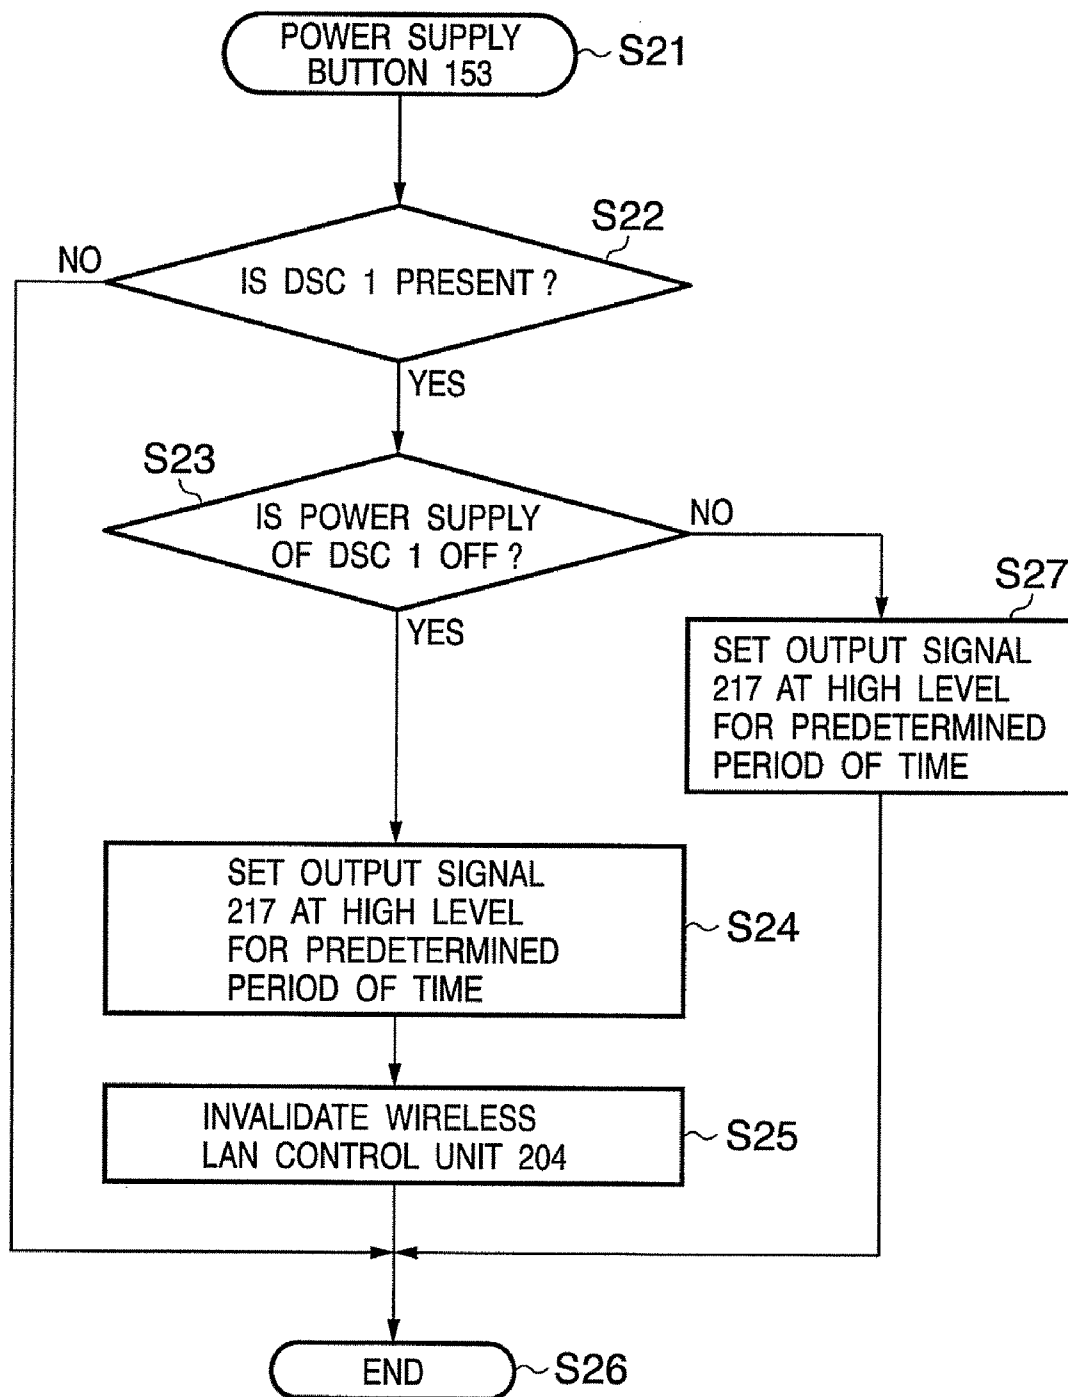 POWER SUPPLY
BUTTON 153
S21
S22
NO
IS DSC 1 PRESENT ?
YES
S23
IS POWER SUPPLY
OF DSC 1 OFF ?
NO
YES
S27
SET OUTPUT SIGNAL
217 AT HIGH LEVEL
FOR PREDETERMINED
PERIOD OF TIME
SET OUTPUT SIGNAL
217 AT HIGH LEVEL
FOR PREDETERMINED
PERIOD OF TIME
S24
INVALIDATE WIRELESS
LAN CONTROL UNIT 204
S25
END
S26